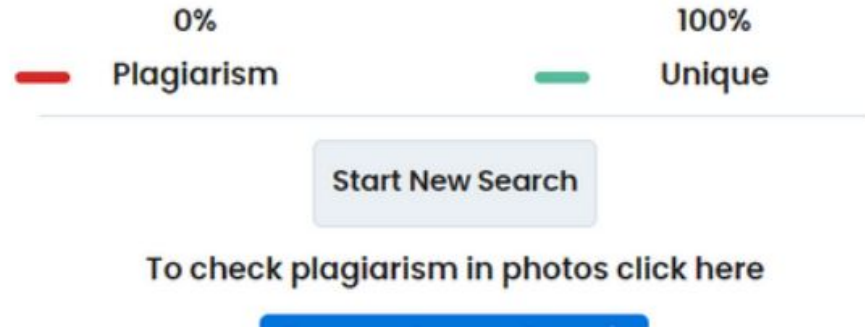 0% 100%
Plagiarism Unique
Start New Search
To check plagiarism in photos click here